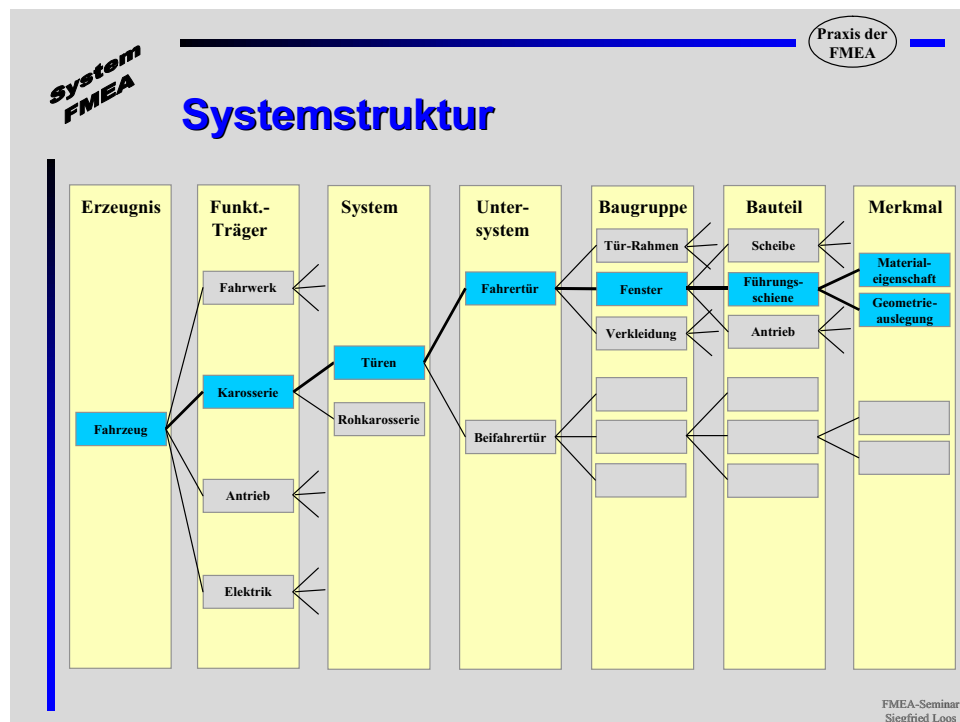 Praxis der
FMEA
System
FMEA
Systemstruktur
Erzeugnis
Fahrzeug
Funkt.-
Träger
Fahrwerk
Karosserie
Antrieb
Elektrik
System
Türen
Rohkarosserie
Unter-
system
Fahrertür
Beifahrertür
Baugruppe
Tür-Rahmen
Fenster
Verkleidung
Bauteil
Scheibe
Führungs-
schiene
Antrieb
Merkmal
Material-
eigenschaft
Geometrie-
auslegung
FMEA-Seminar
Siegfried Loos